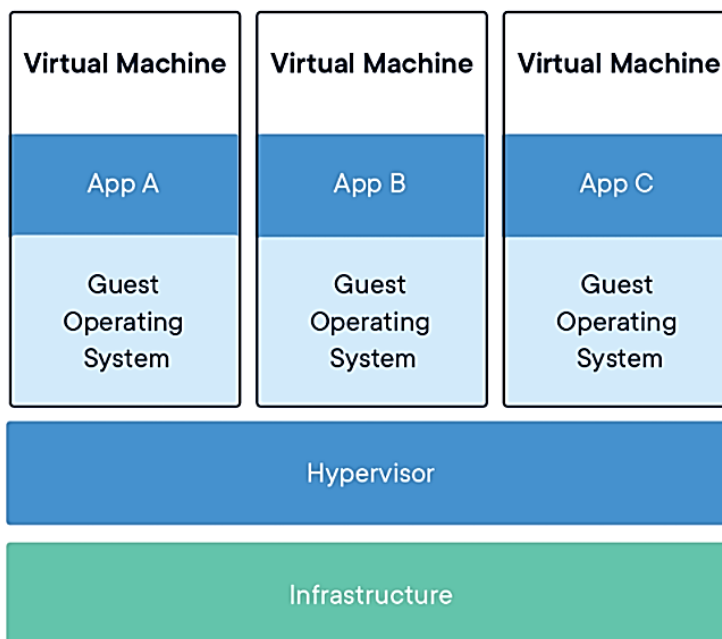 Virtual Machine
Virtual Machine
Virtual Machine
App A
App B
App C
Guest
Operating
System
Guest
Operating
System
Guest
Operating
System
Hypervisor
Infrastructure